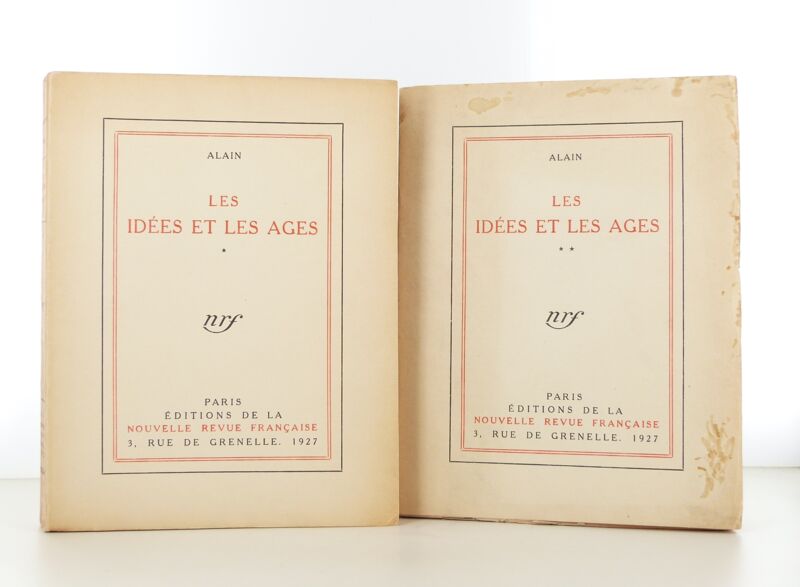 ALAIN
LES
IDÉES ET LES AGES
*
nrf
PARIS
ÉDITIONS DE LA
NOUVELLE REVUE FRANÇAISE
3, RUE DE GRENELLE. 1927
ALAIN
LES
IDÉES ET LES AGES
**
nrf
PARIS
ÉDITIONS DE LA
NOUVELLE REVUE FRANÇAISE
3, RUE DE GRENELLE. 1927